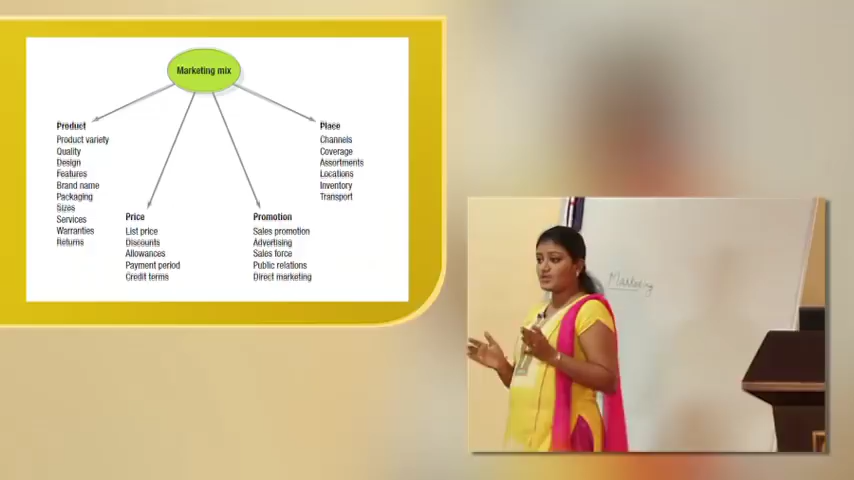 Marketing mix
Product
Product variety
Quality
Design
Features
Brand name
Packaging
Sizes
Services
Warranties
Returns
Price
List price
Discounts
Allowances
Payment period
Credit terms
Promotion
Sales promotion
Advertising
Sales force
Public relations
Direct marketing
Place
Channels
Coverage
Assortments
Locations
Inventory
Transport
Marketing